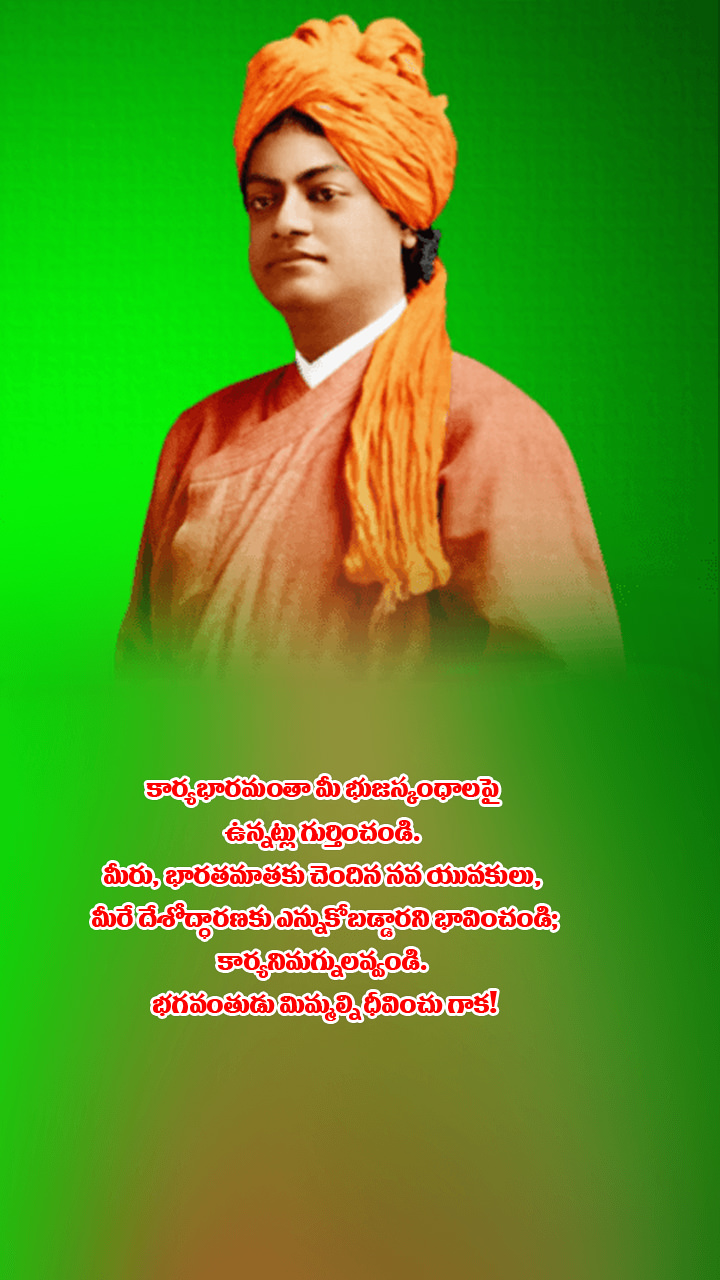 కార్యభారమంతా మీ భుజస్కంధాలపై
ఉన్నట్లు గుర్తించండి.
మీరు, భారతమాతకు చెందిన నవ యువకులు,
మీరే దేశోద్ధారణకు ఎన్నుకోబడ్డారని భావించండి;
కార్యనిమగ్నులవ్వండి.
భగవంతుడు మిమ్మల్ని ధీవించు గాక!